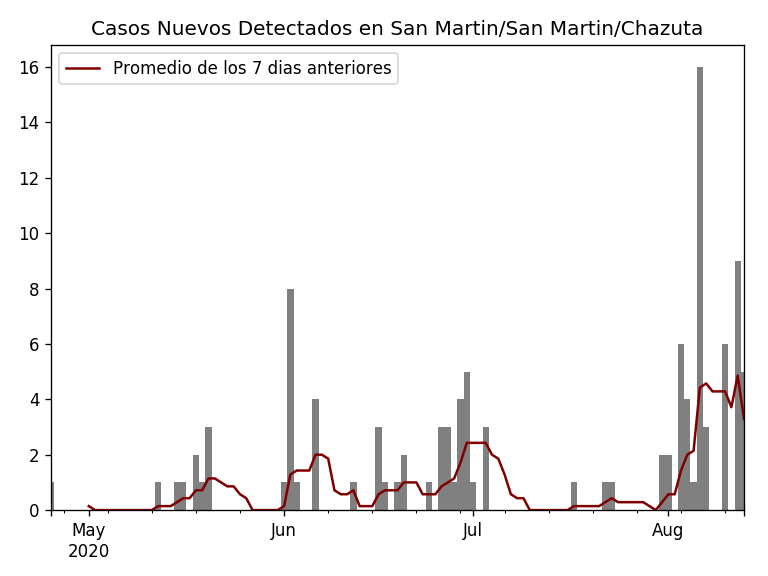 Casos Nuevos Detectados en San Martin/San Martin/Chazuta
Promedio de los 7 dias anteriores
16
14
12
10
8
6
4
2
0
May
2020
Jun
Jul
Aug